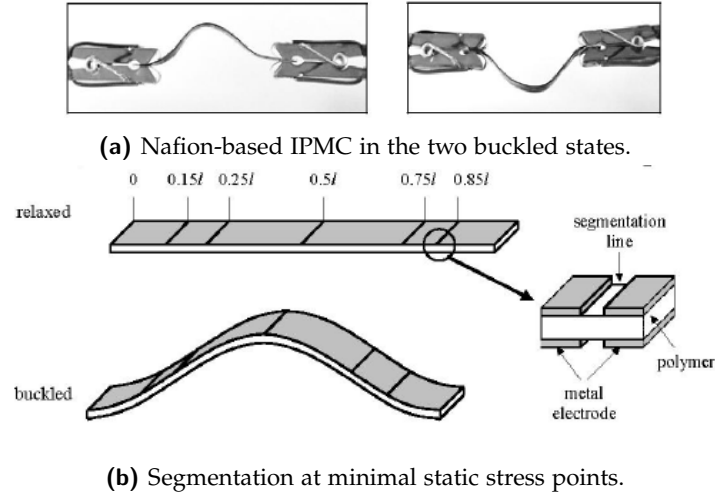 (a) Nafion-based IPMC in the two buckled states.
0 0.15l 0.25l 0.5l 0.75l 0.85l
relaxed
segmentation
line
polymer
metal
electrode
buckled
(b) Segmentation at minimal static stress points.